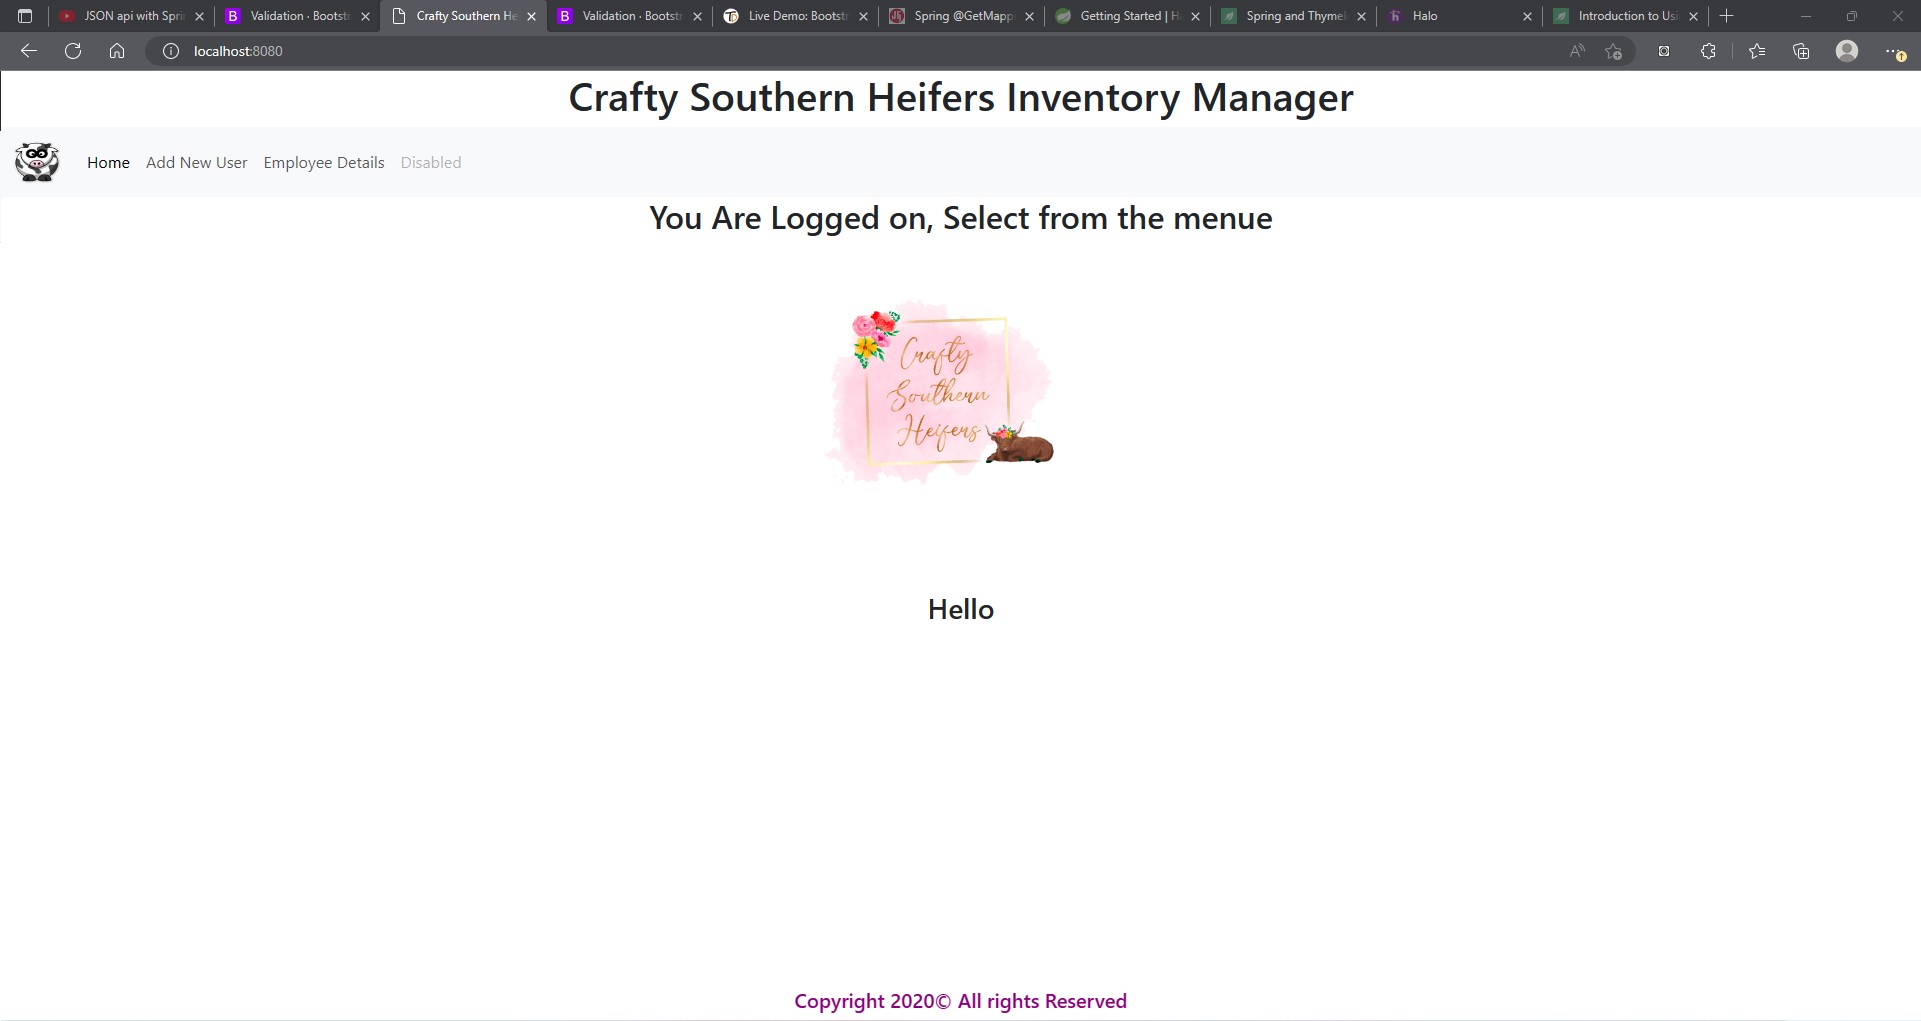 JSON api with Spri
Validation · Bootstr
Crafty Southern He
Validation · Bootstr
Live Demo: Bootstr
Spring @GetMapp
Getting Started | H
Spring and Thymel
Halo
Introduction to Us
localhost:8080
Crafty Southern Heifers Inventory Manager
Home Add New User Employee Details Disabled
You Are Logged on, Select from the menue
Crafty
Southern
Heifers
Hello
Copyright 2020© All rights Reserved